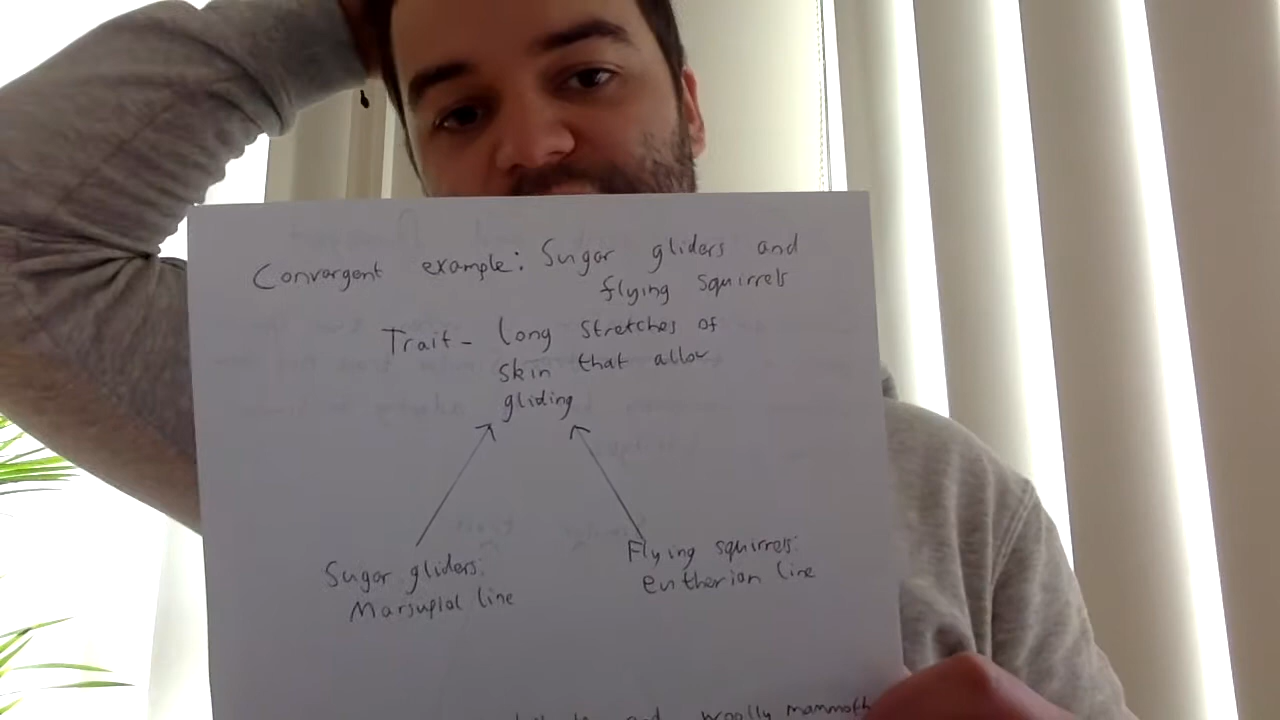 Convergent example: Sugar gliders and
flying squirrels
Trait - long stretches of
skin that allow
gliding
Sugar gliders:
Marsupial line
Flying squirrels:
eutherian line
and woolly mammoth